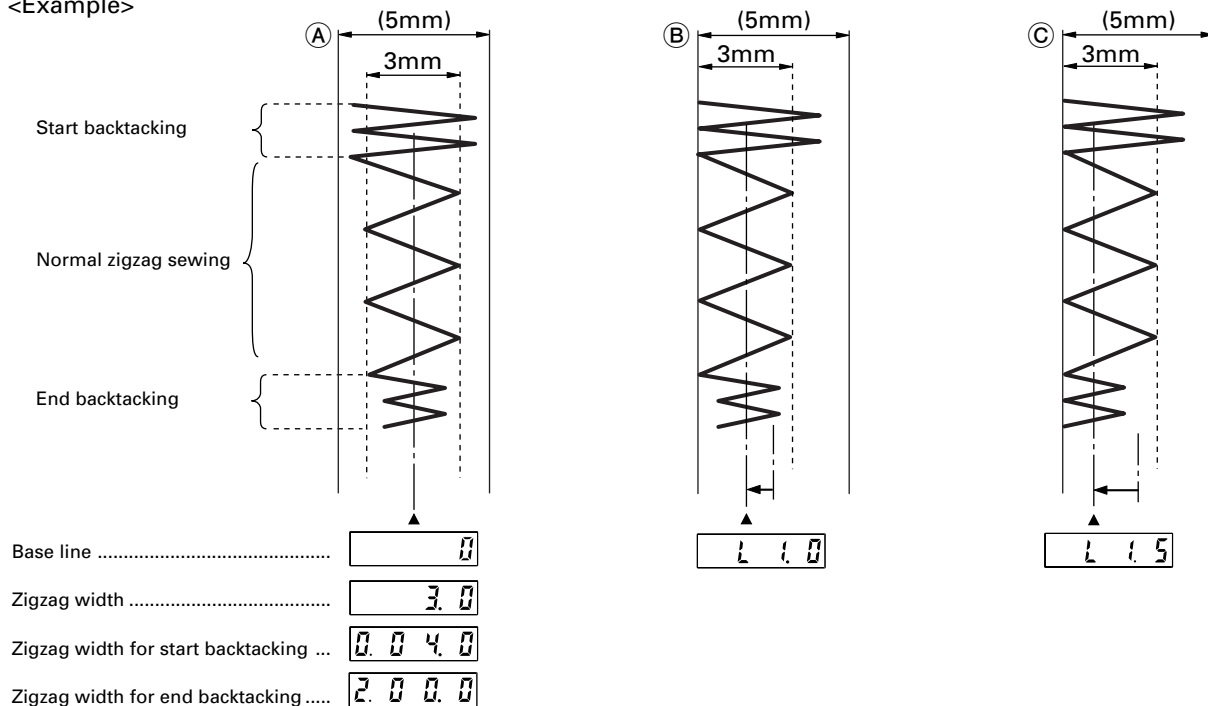 <Example>
Ⓐ (5mm) Ⓑ (5mm) Ⓒ (5mm)
3mm 3mm 3mm
Start backtacking
Normal zigzag sewing
End backtacking
Base line ........................................ 0 L 1.0 L 1.5
Zigzag width ....................................... 3. 0
Zigzag width for start backtacking ... 0. 0 4. 0
Zigzag width for end backtacking ..... 2. 0 0. 0